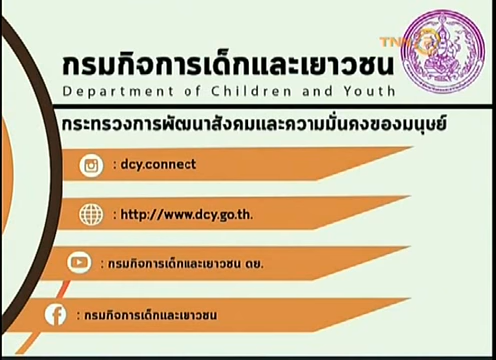 TNN
กรมกิจการเด็กและเยาวชน
Department of Children and Youth
กระทรวงการพัฒนาสังคมและความมั่นคงของมนุษย์
: dcy.connect
: http://www.dcy.go.th.
: กรมกิจการเด็กและเยาวชน ดย.
: กรมกิจการเด็กและเยาวชน